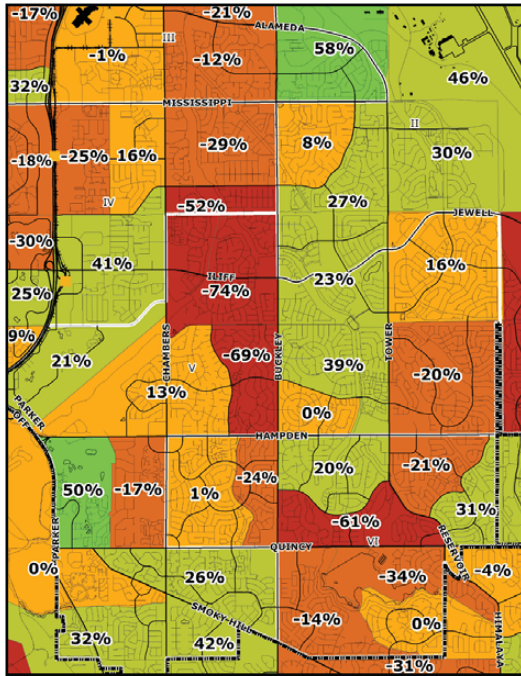 -17%
-21%
ALAMEDA
III
-1%
-12%
58%
46%
32%
MISSISSIPPI
II
-18%
-25%
16%
-29%
8%
30%
IV
-52%
27%
JEWELL
-30%
41%
ILIFF
-74%
23%
16%
25%
9%
21%
CHAMBERS
V
-69%
BUCKLEY
39%
TOWER
-20%
13%
0%
PARKER
OFF
HAMPDEN
50%
-17%
1%
-24%
20%
-21%
31%
-61%
PARKER
QUINCY
VI
RESERVOIR
0%
26%
-34%
-4%
SMOKY HILL
-14%
0%
HIMALAYA
32%
42%
-31%